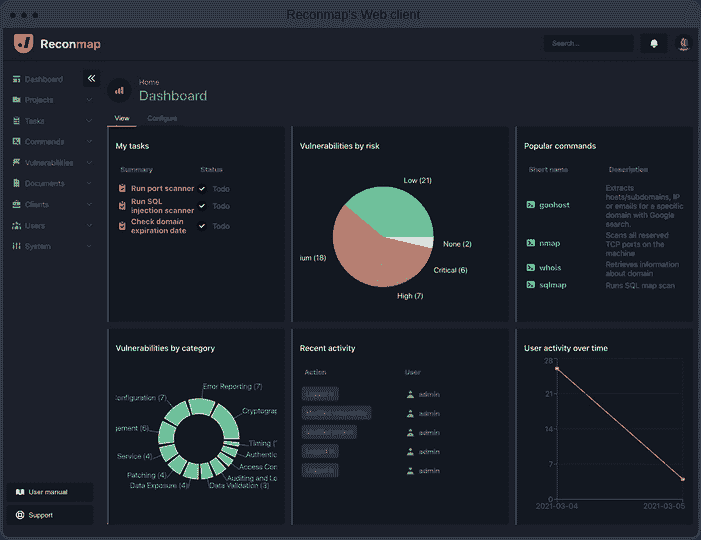 Reconmap's Web client
Reconmap
Search ...
Dashboard
Projects
Tasks
Commands
Vulnerabilities
Documents
Clients
Users
System
User manual
Support
Home
Dashboard
View
Configure
My tasks
Summary Status
Run port scanner Todo
Run SQL
injection scanner Todo
Check domain
expiration date Todo
Vulnerabilities by risk
Low (21)
None (2)
Critical (6)
High (7)
ium (18)
Popular commands
Short name Description
goohost
Extracts
hosts/subdomains, IP
or emails for a specific
domain with Google
search.
nmap
Scans all reserved
TCP ports on the
machine
whois
Retrieves information
about domain
sqlmap Runs SQL map scan
Vulnerabilities by category
Error Reporting (7)
onfiguration (7)
Cryptograp
gement (6)
Timing (
Service (4)
Authentic
Access Con
Patching (4)
Auditing and Lo
Data Exposure (4)
Data Validation (3)
Recent activity
Action User
admin
admin
admin
admin
admin
User activity over time
28
21
14
7
0
2021-03-04 2021-03-05